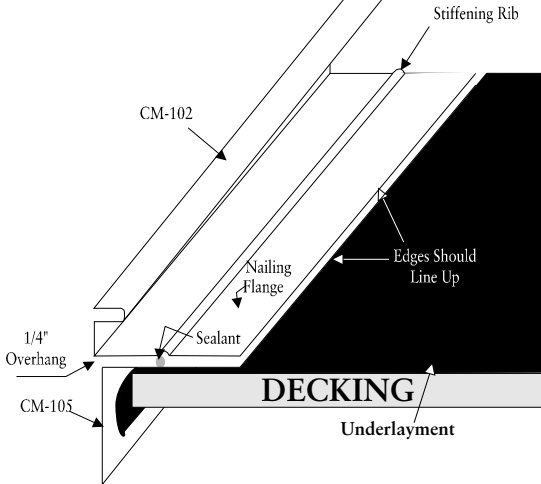 Stiffening Rib
CM-102
Edges Should
Line Up
Nailing
Flange
1/4"
Overhang
Sealant
CM-105
DECKING
Underlayment